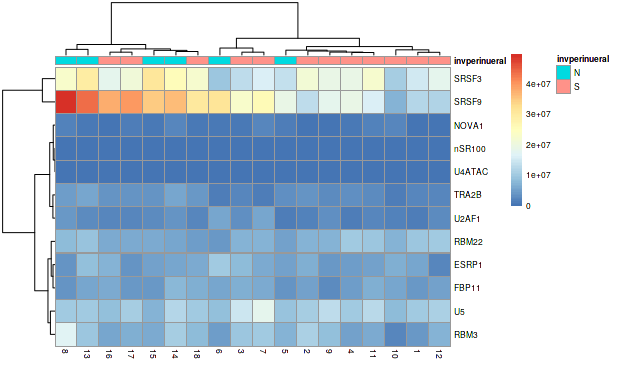 invperinueral
SRSF3
SRSF9
NOVA1
nSR100
U4ATAC
TRA2B
U2AF1
RBM22
ESRP1
FBP11
U5
RBM3
8 13 16 17 15 14 18 6 3 7 5 2 9 4 11 10 1 12
4e+07
3e+07
2e+07
1e+07
0
invperinueral
N
S